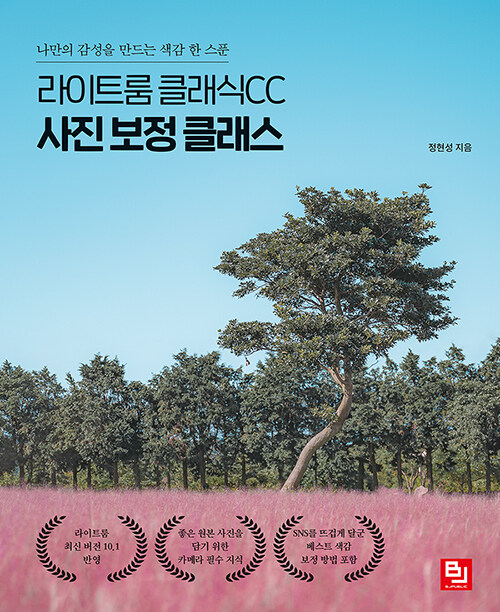 나만의 감성을 만드는 색감 한 스푼
라이트룸 클래식CC
사진 보정 클래스
정현성 지음
라이트룸
최신 버전 10.1
반영
좋은 원본 사진을
담기 위한
카메라 필수 지식
SNS를 뜨겁게 달군
베스트 색감
보정 방법 포함
BJ
BJPUBLIC